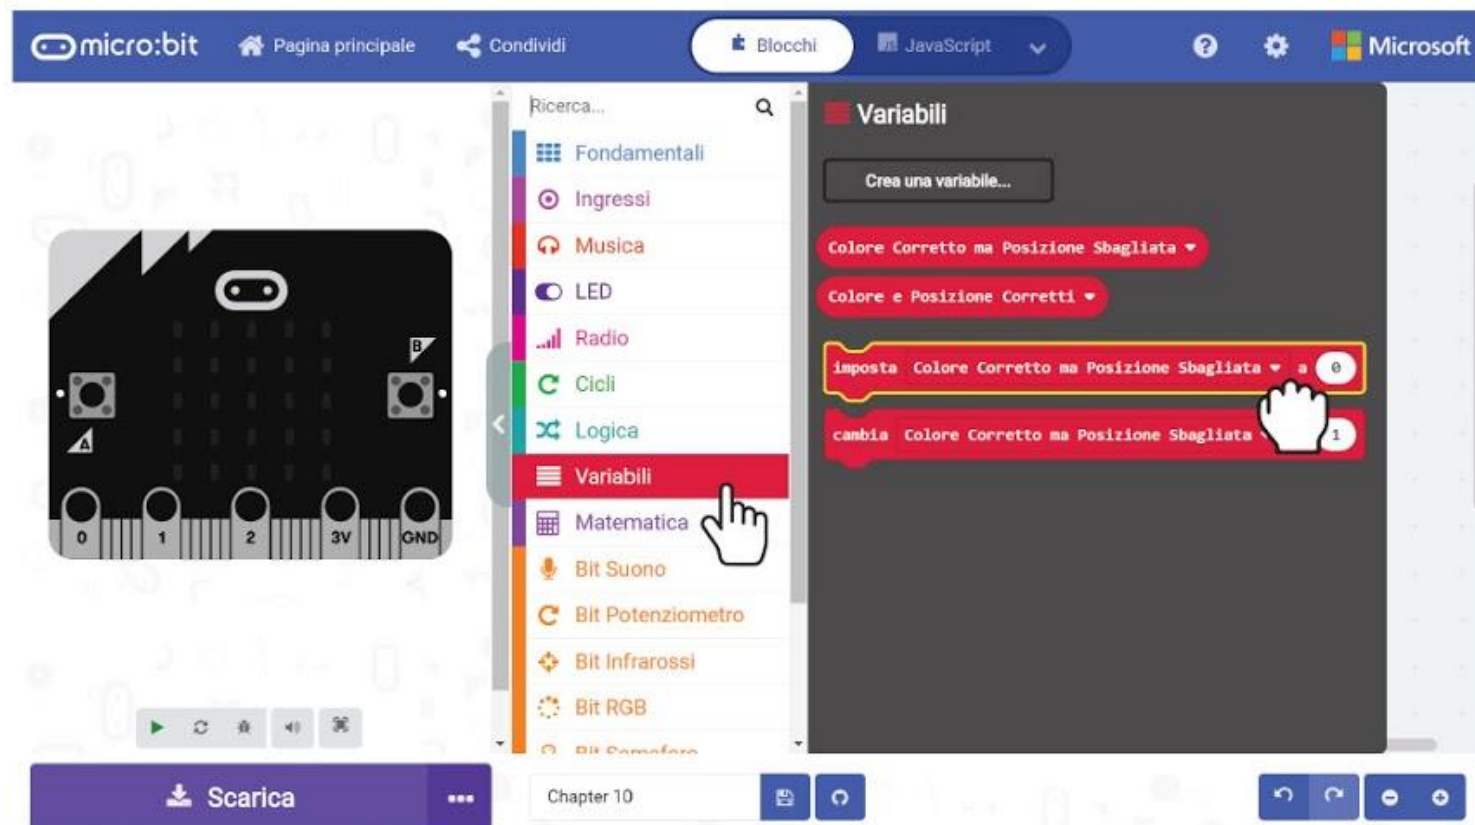 micro:bit Pagina principale Condividi Blocchi JavaScript Microsoft
Ricerca...
Fondamentali
Ingressi
Musica
LED
Radio
Cicli
Logica
Variabili
Matematica
Bit Suono
Bit Potenziometro
Bit Infrarossi
Bit RGB
Bit Semaforo
Variabili
Crea una variabile...
Colore Corretto ma Posizione Sbagliata
Colore e Posizione Corretti
imposta Colore Corretto ma Posizione Sbagliata a 0
cambia Colore Corretto ma Posizione Sbagliata 1
B
A
0 1 2 3V GND
Scarica
Chapter 10